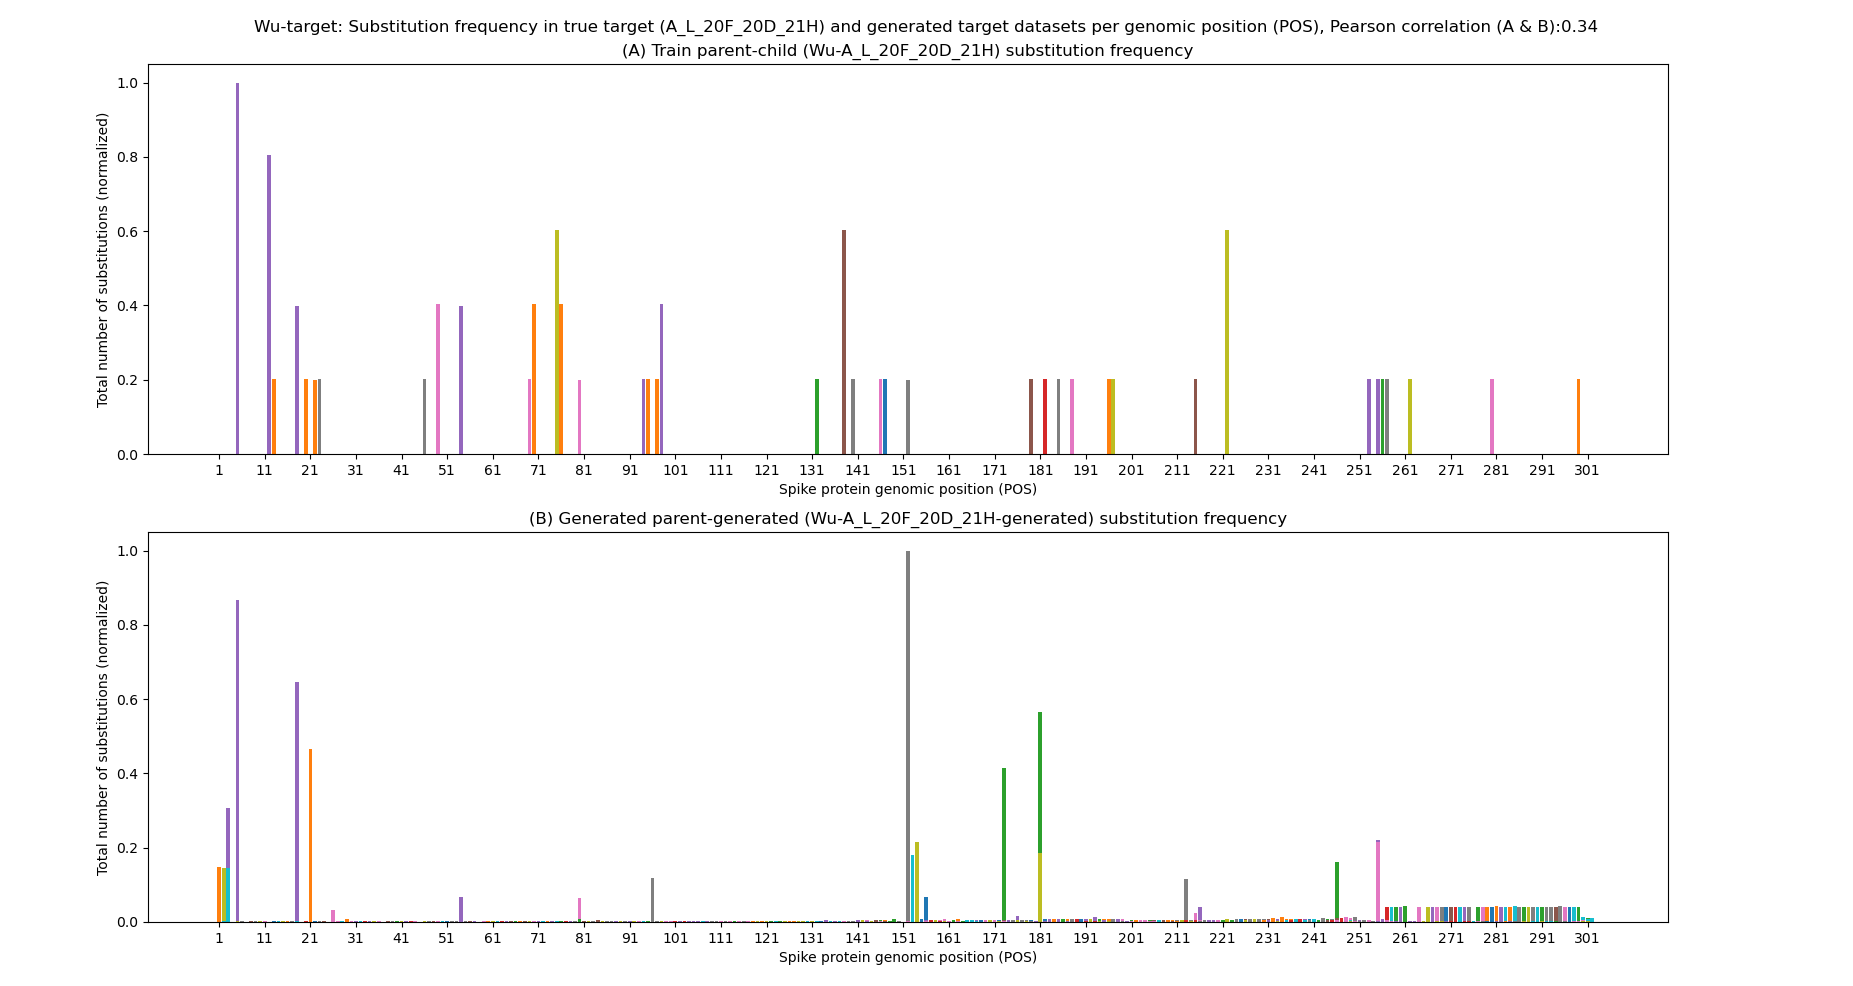 Wu-target: Substitution frequency in true target (A_L_20F_20D_21H) and generated target datasets per genomic position (POS), Pearson correlation (A & B):0.34
(A) Train parent-child (Wu-A_L_20F_20D_21H) substitution frequency
Total number of substitutions (normalized)
1.0
0.8
0.6
0.4
0.2
0.0
1 11 21 31 41 51 61 71 81 91 101 111 121 131 141 151 161 171 181 191 201 211 221 231 241 251 261 271 281 291 301
Spike protein genomic position (POS)
(B) Generated parent-generated (Wu-A_L_20F_20D_21H-generated) substitution frequency
Total number of substitutions (normalized)
1.0
0.8
0.6
0.4
0.2
0.0
1 11 21 31 41 51 61 71 81 91 101 111 121 131 141 151 161 171 181 191 201 211 221 231 241 251 261 271 281 291 301
Spike protein genomic position (POS)